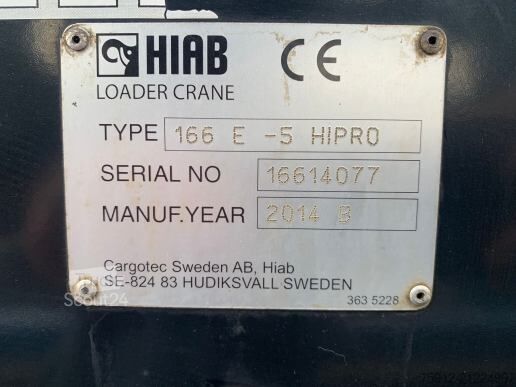 HIAB CE
LOADER CRANE
TYPE 166 E -5 HIPRO
SERIAL NO 16614077
MANUF.YEAR 2014 B
Cargotec Sweden AB, Hiab
SE-824 83 HUDIKSVALL SWEDEN
363 5228